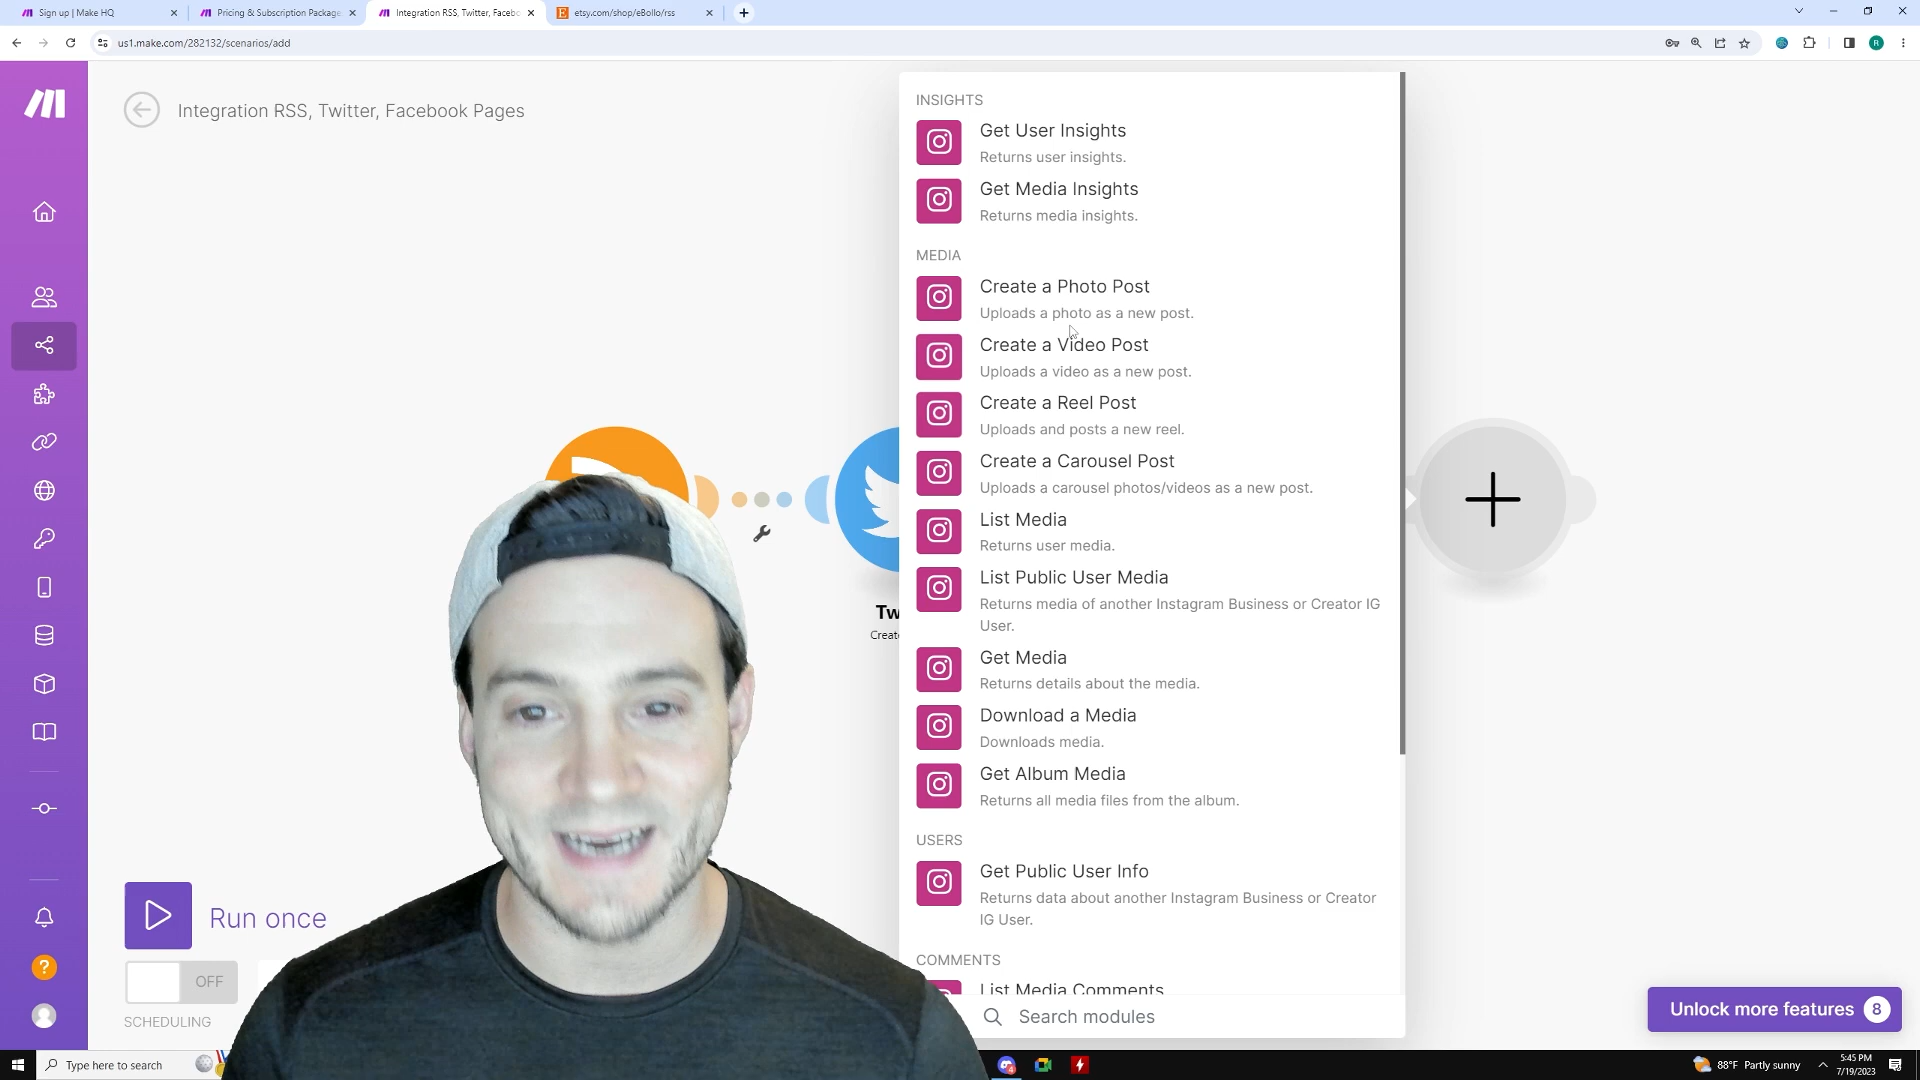 Sign up | Make HQ
Pricing & Subscription Package
Integration RSS, Twitter, Facebo
etsy.com/shop/eBollo/rss
us1.make.com/282132/scenarios/add
R
Integration RSS, Twitter, Facebook Pages
INSIGHTS
Get User Insights
Returns user insights.
Get Media Insights
Returns media insights.
MEDIA
Create a Photo Post
Uploads a photo as a new post.
Create a Video Post
Uploads a video as a new post.
Create a Reel Post
Uploads and posts a new reel.
Create a Carousel Post
Uploads a carousel photos/videos as a new post.
List Media
Returns user media.
List Public User Media
Returns media of another Instagram Business or Creator IG
User.
Get Media
Returns details about the media.
Download a Media
Downloads media.
Get Album Media
Returns all media files from the album.
USERS
Get Public User Info
Returns data about another Instagram Business or Creator
IG User.
COMMENTS
List Media Comments
Search modules
Tw
Create
Run once
OFF
SCHEDULING
Unlock more features 8
Type here to search
88°F Partly sunny
5:45 PM
7/19/2023